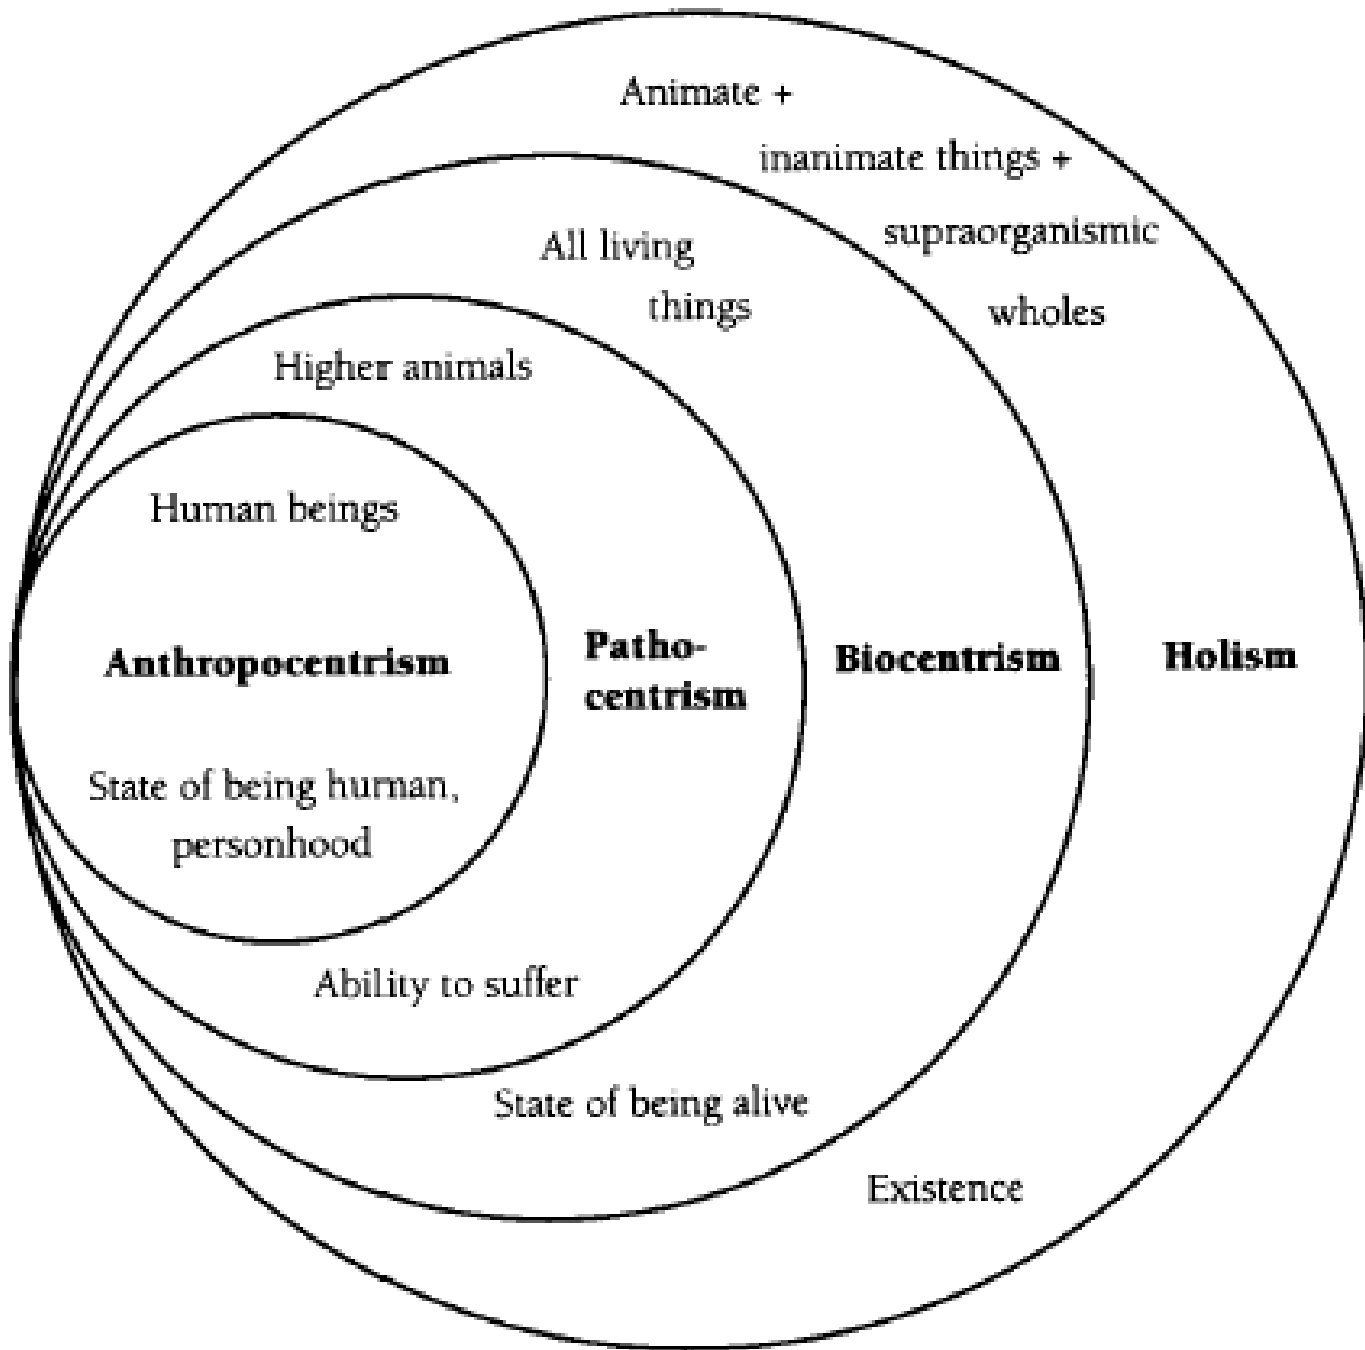 Animate +
inanimate things +
supraorganismic
wholes
All living
things
Higher animals
Human beings
Anthropocentrism
Patho-
centrism
Biocentrism
Holism
State of being human,
personhood
Ability to suffer
State of being alive
Existence